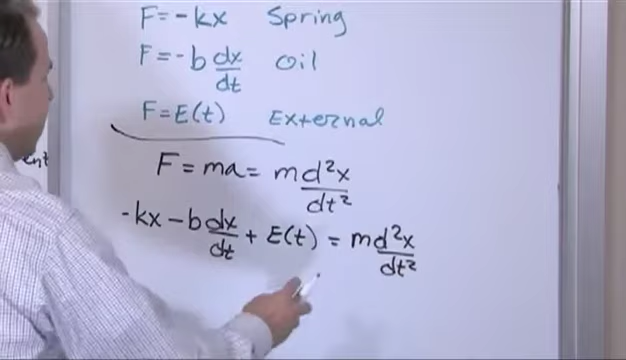 F = -kx Spring
F = -b dx/dt Oil
F = E(t) External
F = ma = m d²x/dt²
-kx - b dx/dt + E(t) = m d²x/dt²